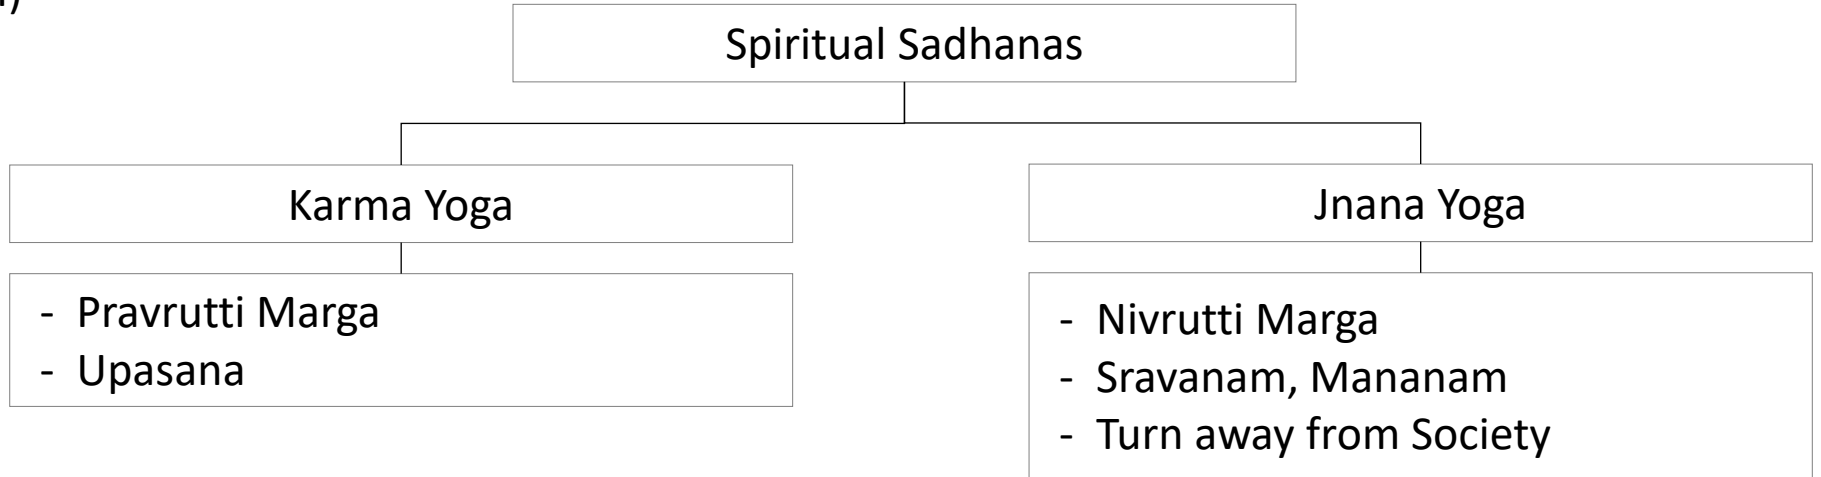 Spiritual Sadhanas
Karma Yoga
- Pravrutti Marga
- Upasana
Jnana Yoga
- Nivrutti Marga
- Sravanam, Mananam
- Turn away from Society